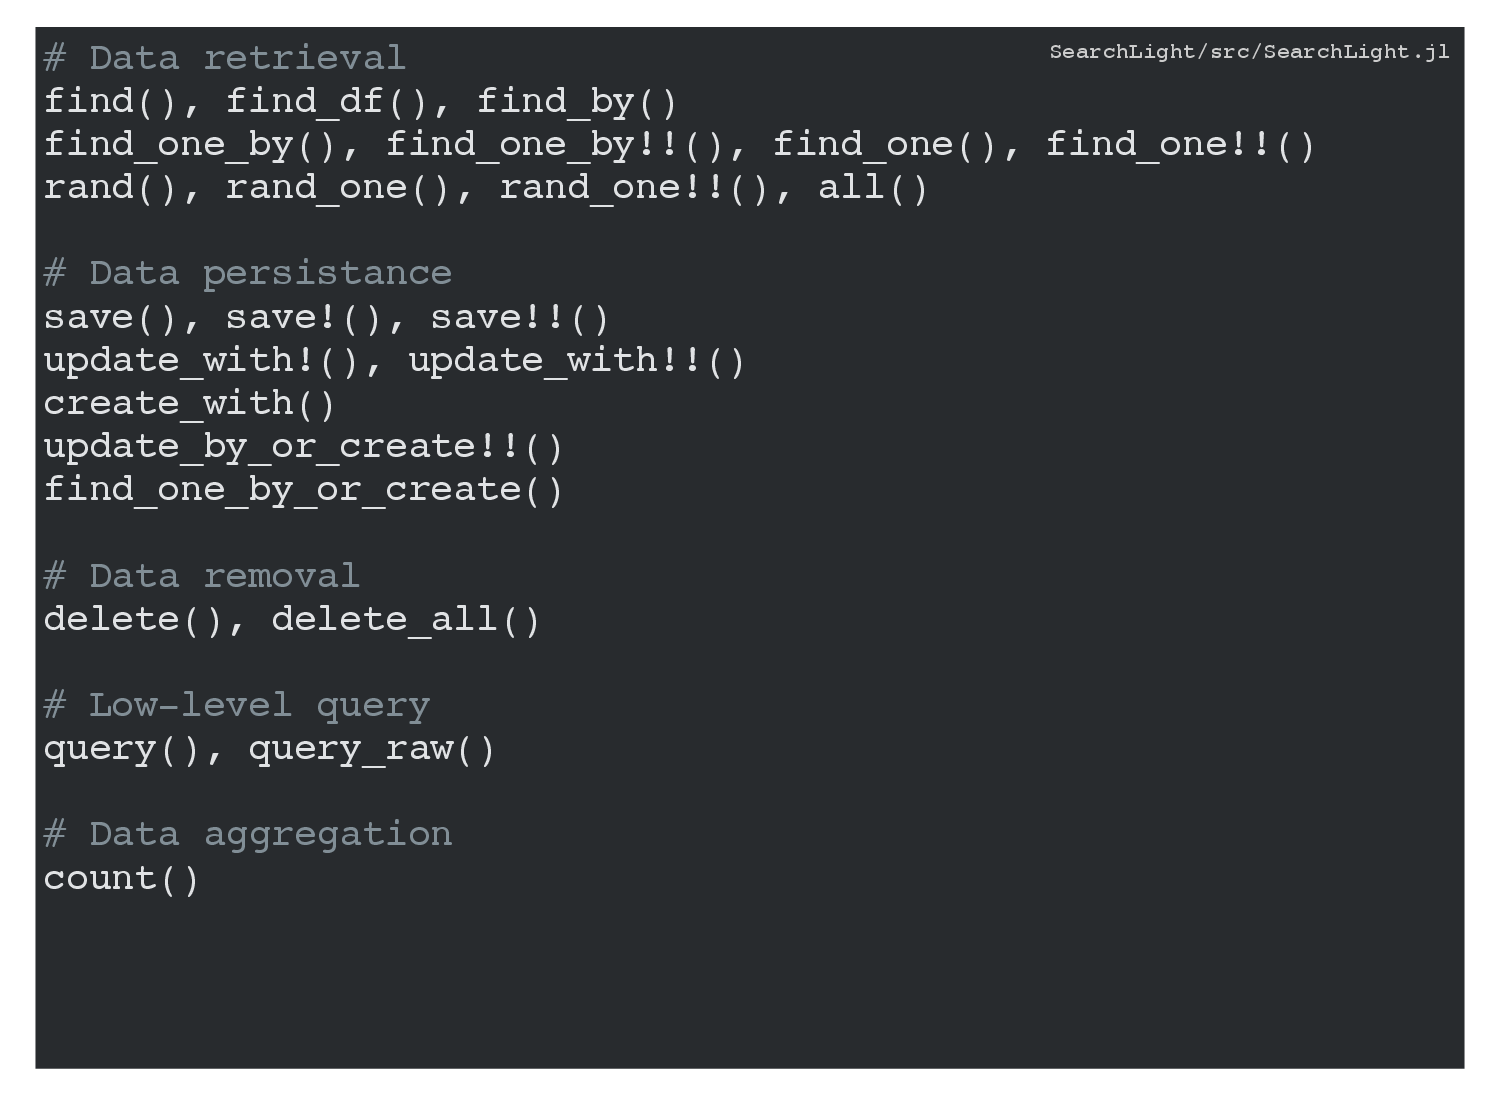 # Data retrieval
SearchLight/src/SearchLight.jl
find(), find_df(), find_by()
find_one_by(), find_one_by!!(), find_one(), find_one!!()
rand(), rand_one(), rand_one!!(), all()
# Data persistance
save(), save!(), save!!()
update_with!(), update_with!!()
create_with()
update_by_or_create!!()
find_one_by_or_create()
# Data removal
delete(), delete_all()
# Low-level query
query(), query_raw()
# Data aggregation
count()